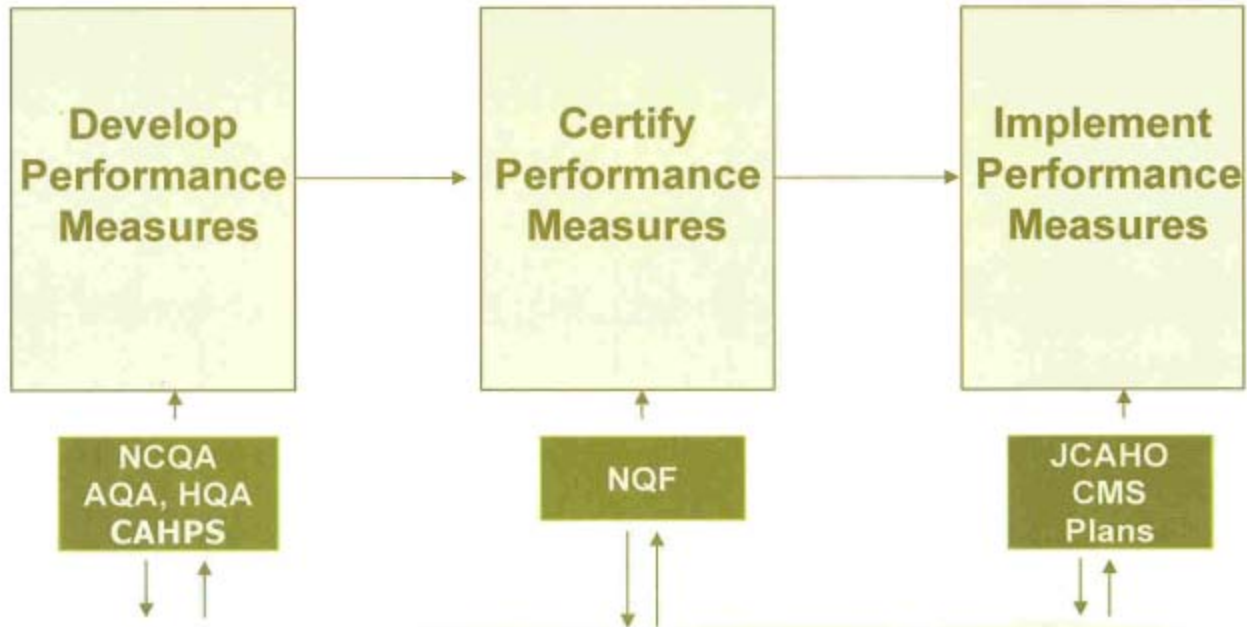 Develop
Performance
Measures
Certify
Performance
Measures
Implement
Performance
Measures
NCQA
AQA, HQA
CAHPS
NQF
JCAHO
CMS
Plans